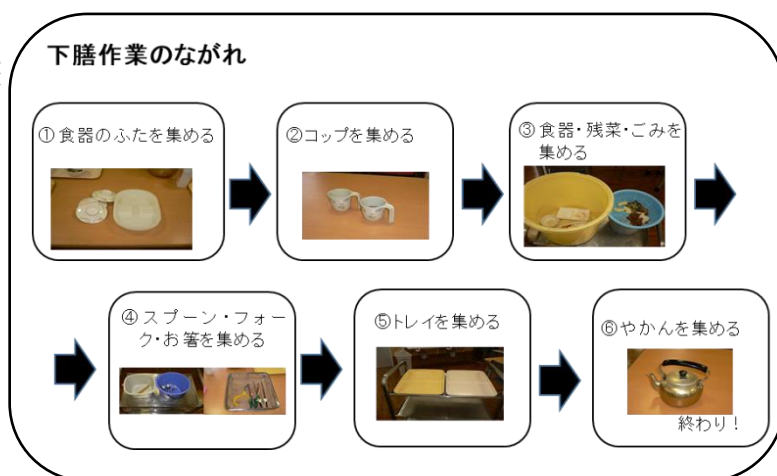 下膳作業のながれ
①食器のふたを集める
②コップを集める
③食器・残菜・ごみを
集める
④スプーン・フォー
ク・お箸を集める
⑤トレイを集める
⑥やかんを集める
終わり！